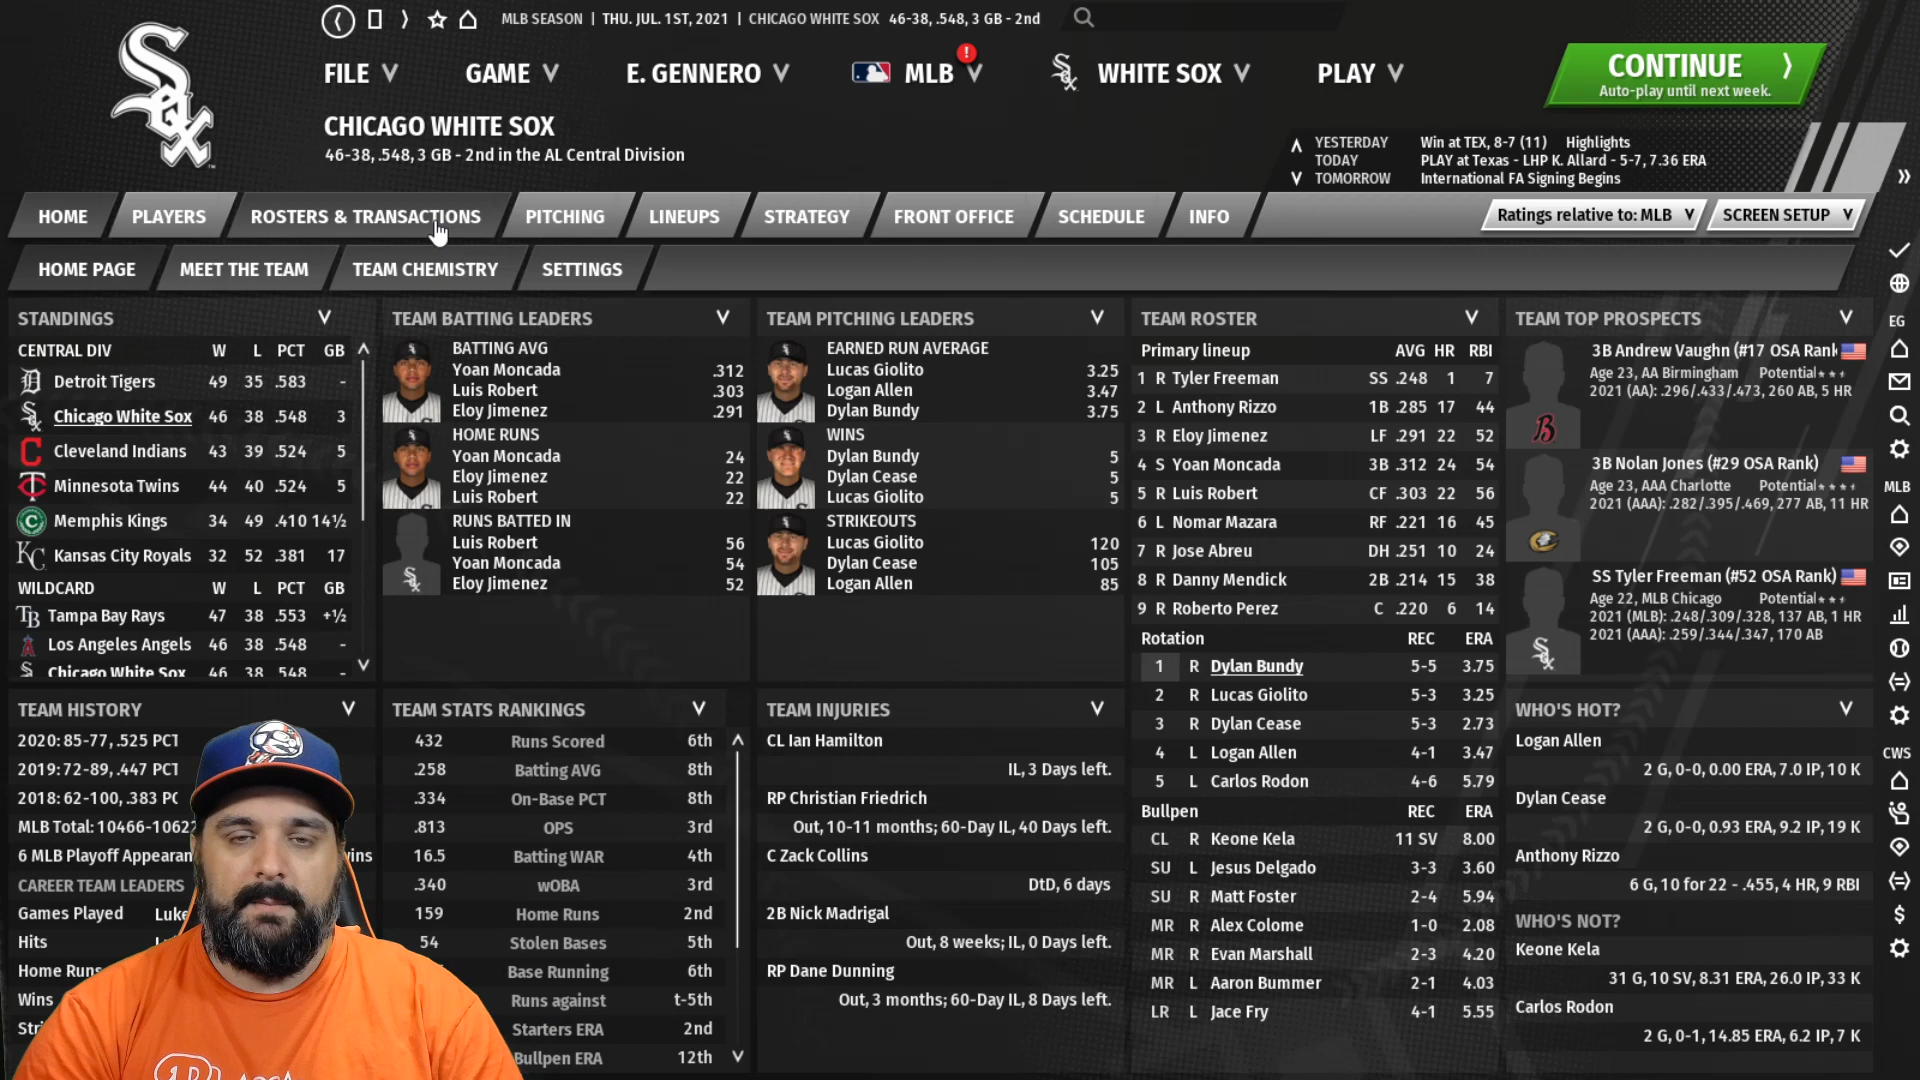 MLB SEASON | THU. JUL. 1ST, 2021 | CHICAGO WHITE SOX 46-38, .548, 3 GB - 2nd
FILE GAME E. GENNERO MLB WHITE SOX PLAY
CONTINUE
Auto-play until next week.
CHICAGO WHITE SOX
46-38, .548, 3 GB - 2nd in the AL Central Division
YESTERDAY Win at TEX, 8-7 (11) Highlights
TODAY PLAY at Texas - LHP K. Allard - 5-7, 7.36 ERA
TOMORROW International FA Signing Begins
HOME PLAYERS ROSTERS & TRANSACTIONS PITCHING LINEUPS STRATEGY FRONT OFFICE SCHEDULE INFO
Ratings relative to: MLB SCREEN SETUP
HOME PAGE MEET THE TEAM TEAM CHEMISTRY SETTINGS
STANDINGS
CENTRAL DIV W L PCT GB
Detroit Tigers 49 35 .583 -
Chicago White Sox 46 38 .548 3
Cleveland Indians 43 39 .524 5
Minnesota Twins 44 40 .524 5
Memphis Kings 34 49 .410 14½
Kansas City Royals 32 52 .381 17
WILDCARD W L PCT GB
Tampa Bay Rays 47 38 .553 +½
Los Angeles Angels 46 38 .548 -
Chicago White Sox 46 38 .548 -
TEAM BATTING LEADERS
BATTING AVG
Yoan Moncada .312
Luis Robert .303
Eloy Jimenez .291
HOME RUNS
Yoan Moncada 24
Eloy Jimenez 22
Luis Robert 22
RUNS BATTED IN
Luis Robert 56
Yoan Moncada 54
Eloy Jimenez 52
TEAM PITCHING LEADERS
EARNED RUN AVERAGE
Lucas Giolito 3.25
Logan Allen 3.47
Dylan Bundy 3.75
WINS
Dylan Bundy 5
Dylan Cease 5
Lucas Giolito 5
STRIKEOUTS
Lucas Giolito 120
Dylan Cease 105
Logan Allen 85
TEAM ROSTER
Primary lineup AVG HR RBI
1 R Tyler Freeman SS .248 1 7
2 L Anthony Rizzo 1B .285 17 44
3 R Eloy Jimenez LF .291 22 52
4 S Yoan Moncada 3B .312 24 54
5 R Luis Robert CF .303 22 56
6 L Nomar Mazara RF .221 16 45
7 R Jose Abreu DH .251 10 24
8 R Danny Mendick 2B .214 15 38
9 R Roberto Perez C .220 6 14
Rotation REC ERA
1 R Dylan Bundy 5-5 3.75
2 R Lucas Giolito 5-3 3.25
3 R Dylan Cease 5-3 2.73
4 L Logan Allen 4-1 3.47
5 L Carlos Rodon 4-6 5.79
Bullpen REC ERA
CL R Keone Kela 11 SV 8.00
SU L Jesus Delgado 3-3 3.60
SU R Matt Foster 2-4 5.94
MR R Alex Colome 1-0 2.08
MR R Evan Marshall 2-3 4.20
MR L Aaron Bummer 2-1 4.03
LR L Jace Fry 4-1 5.55
TEAM TOP PROSPECTS
3B Andrew Vaughn (#17 OSA Rank
Age 23, AA Birmingham Potential
2021 (AA): .296/.433/.473, 260 AB, 5 HR
3B Nolan Jones (#29 OSA Rank)
Age 23, AAA Charlotte Potential
2021 (AAA): .282/.395/.469, 277 AB, 11 HR
SS Tyler Freeman (#52 OSA Rank)
Age 22, MLB Chicago Potential
2021 (MLB): .248/.309/.328, 137 AB, 1 HR
2021 (AAA): .259/.344/.347, 170 AB
TEAM HISTORY
2020: 85-77, .525 PCT
2019: 72-89, .447 PCT
2018: 62-100, .383 PC
MLB Total: 10466-10622
6 MLB Playoff Appearan
CAREER TEAM LEADERS
Games Played Luke
Hits
Home Runs
Wins
TEAM STATS RANKINGS
432 Runs Scored 6th
.258 Batting AVG 8th
.334 On-Base PCT 8th
.813 OPS 3rd
16.5 Batting WAR 4th
.340 wOBA 3rd
159 Home Runs 2nd
54 Stolen Bases 5th
Base Running 6th
Runs against t-5th
Starters ERA 2nd
Bullpen ERA 12th
TEAM INJURIES
CL Ian Hamilton
IL, 3 Days left.
RP Christian Friedrich
Out, 10-11 months; 60-Day IL, 40 Days left.
C Zack Collins
DtD, 6 days
2B Nick Madrigal
Out, 8 weeks; IL, 0 Days left.
RP Dane Dunning
Out, 3 months; 60-Day IL, 8 Days left.
WHO'S HOT?
Logan Allen
2 G, 0-0, 0.00 ERA, 7.0 IP, 10 K
Dylan Cease
2 G, 0-0, 0.93 ERA, 9.2 IP, 19 K
Anthony Rizzo
6 G, 10 for 22 - .455, 4 HR, 9 RBI
WHO'S NOT?
Keone Kela
31 G, 10 SV, 8.31 ERA, 26.0 IP, 33 K
Carlos Rodon
2 G, 0-1, 14.85 ERA, 6.2 IP, 7 K
EG
MLB
CWS